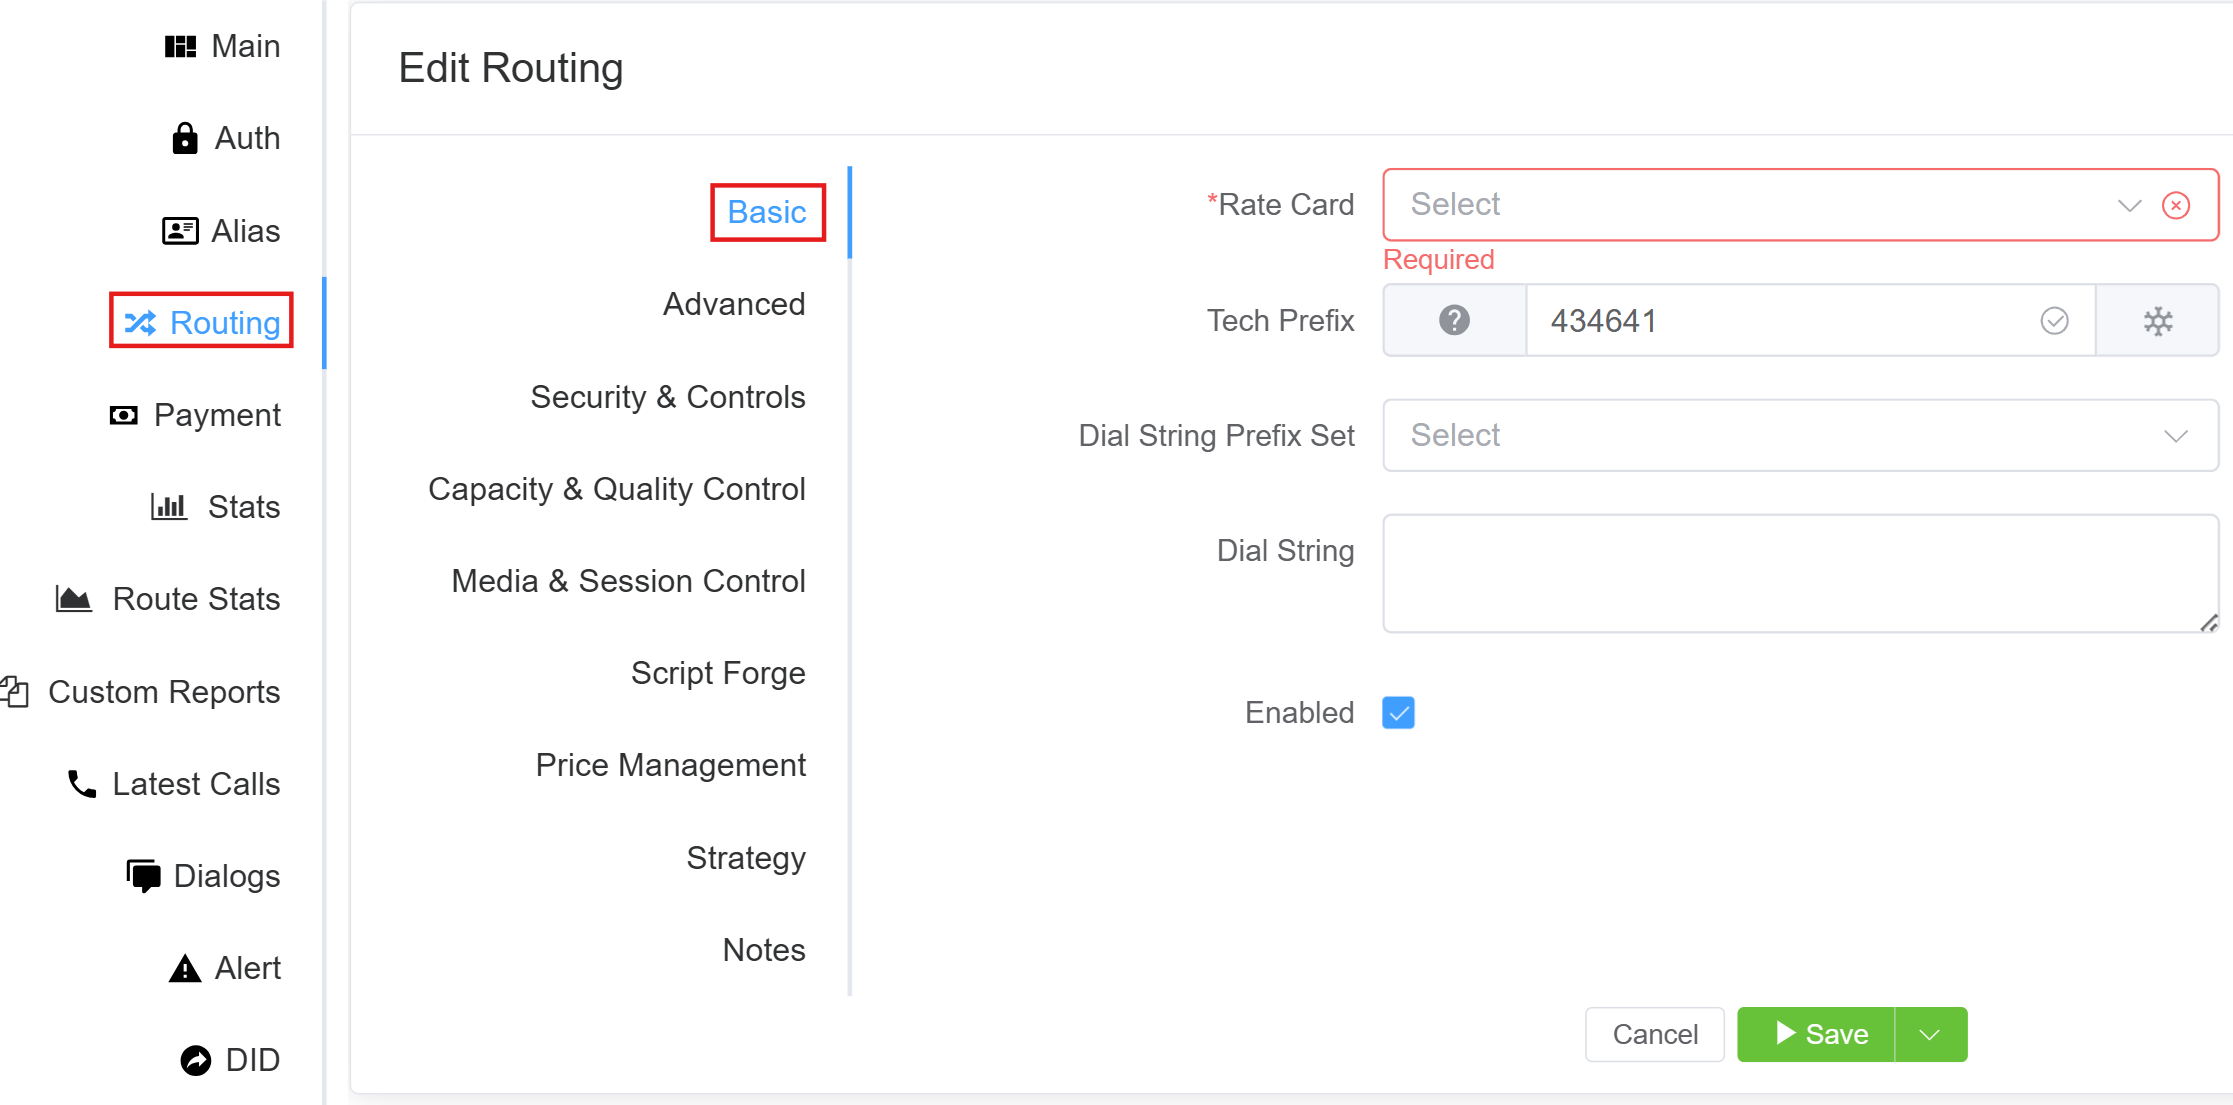 Main
Auth
Alias
Routing
Payment
Stats
Route Stats
Custom Reports
Latest Calls
Dialogs
Alert
DID
Edit Routing
Basic
Advanced
Security & Controls
Capacity & Quality Control
Media & Session Control
Script Forge
Price Management
Strategy
Notes
*Rate Card Select
Required
Tech Prefix 434641
Dial String Prefix Set Select
Dial String
Enabled
Cancel Save